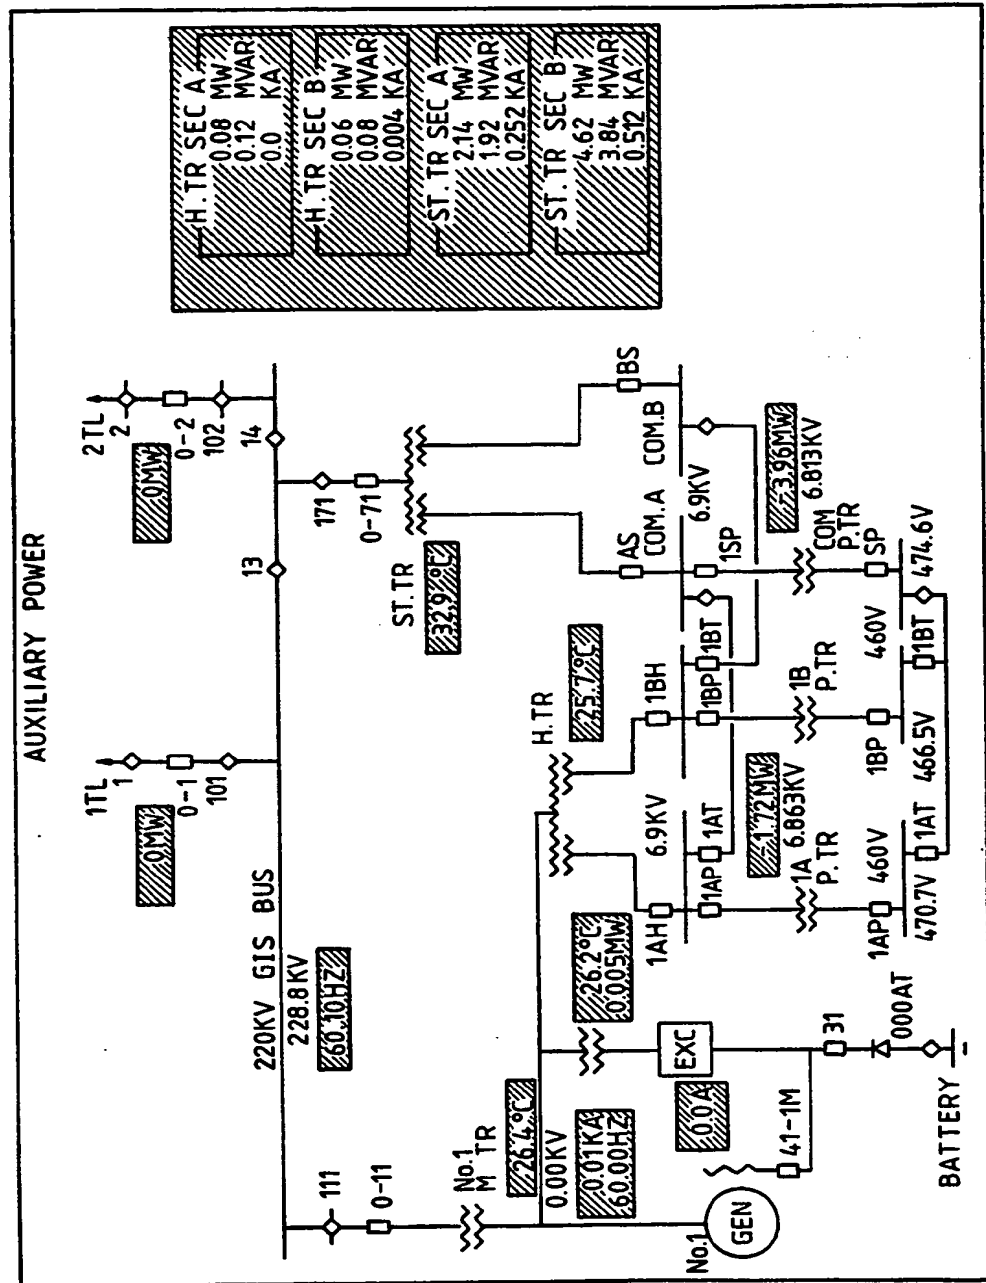 AUXILIARY POWER
1TL
1
0MW
0-1
101
2TL
2
0MW
0-2
102
220KV GIS BUS
228.8KV
60.10HZ
13
14
111
0-11
No.1
M TR
26.4°C
171
0-71
ST.TR
32.9°C
H.TR
25.7°C
0.00KV
0.01KA
60.00HZ
26.2°C
0.005MW
EXC
0.0A
No.1
GEN
41-1M
31
000AT
BATTERY
1AH
6.9KV
1BH
AS
COM.A
6.9KV
COM.B
BS
1AP
1AT
1BP
1BT
1SP
-1.72MW
6.863KV
-3.96MW
6.813KV
1A
P.TR
1B
P.TR
COM
P.TR
1AP
460V
1BP
460V
SP
470.7V
1AT
466.5V
1BT
474.6V
H.TR SEC A
0.08 MW
0.12 MVAR
0.0 KA
H.TR SEC B
0.06 MW
0.08 MVAR
0.004 KA
ST.TR SEC A
2.14 MW
1.92 MVAR
0.252 KA
ST.TR SEC B
4.62 MW
3.84 MVAR
0.512 KA